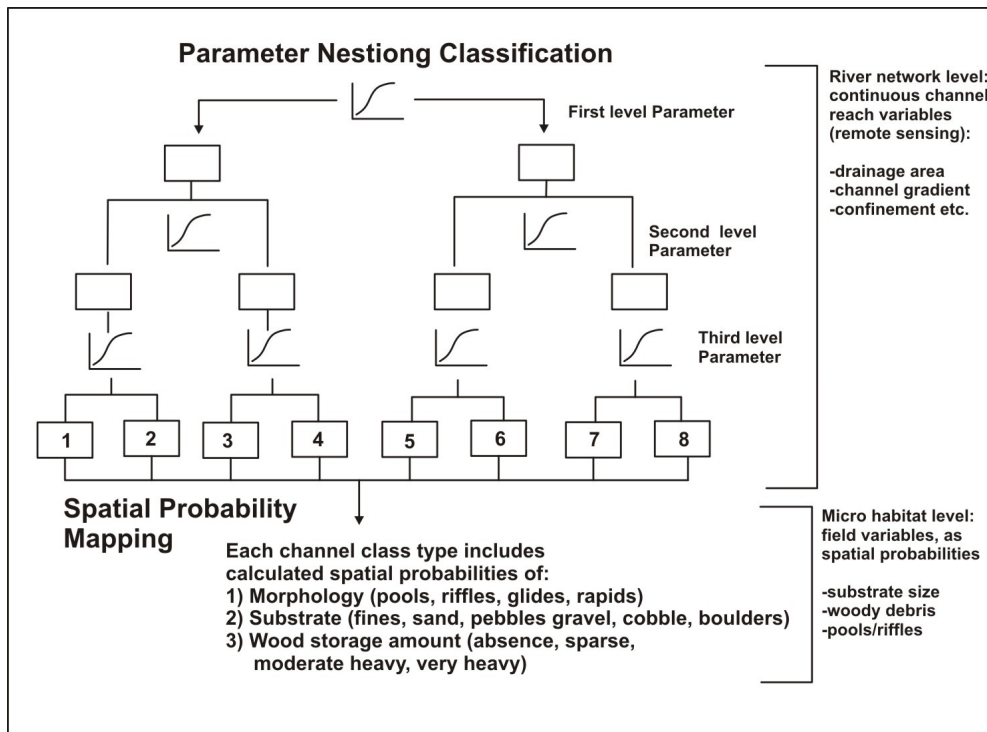 Parameter Nestiong Classification
First level Parameter
Second level
Parameter
Third level
Parameter
1 2 3 4 5 6 7 8
River network level:
continuous channel
reach variables
(remote sensing):
-drainage area
-channel gradient
-confinement etc.
Spatial Probability
Mapping
Each channel class type includes
calculated spatial probabilities of:
1) Morphology (pools, riffles, glides, rapids)
2) Substrate (fines, sand, pebbles gravel, cobble, boulders)
3) Wood storage amount (absence, sparse,
moderate heavy, very heavy)
Micro habitat level:
field variables, as
spatial probabilities
-substrate size
-woody debris
-pools/riffles